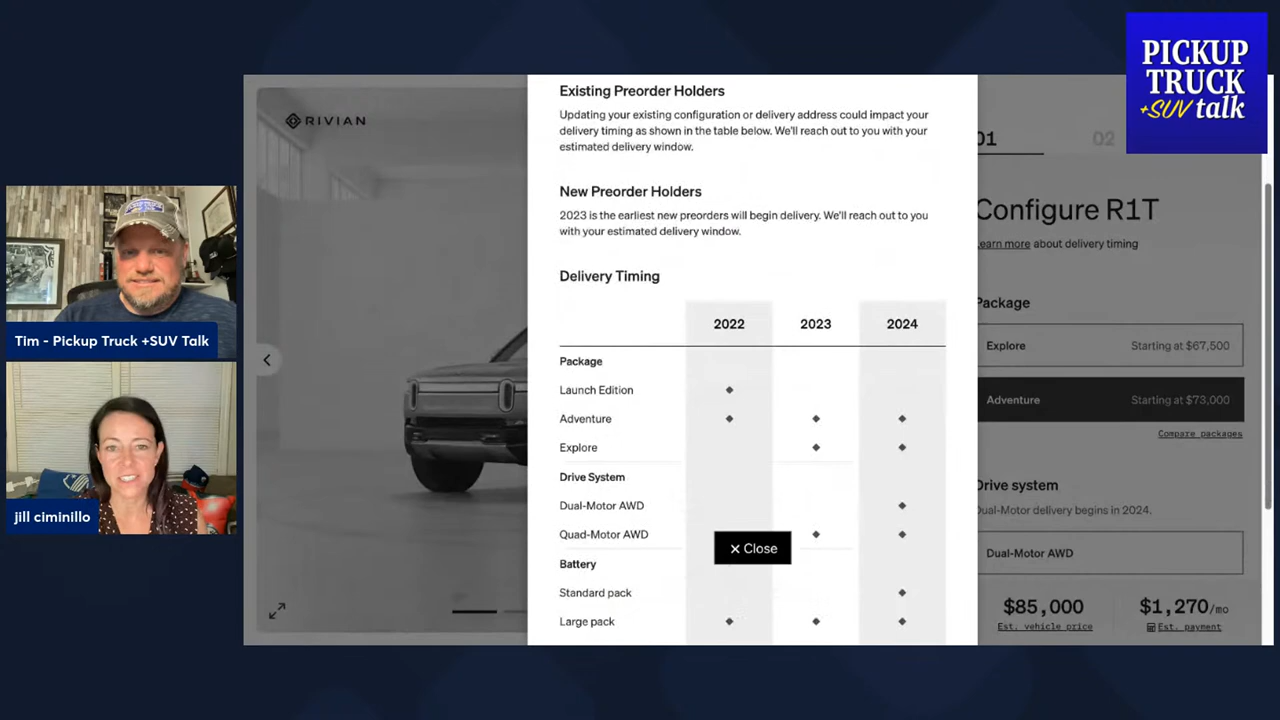 PICKUP
TRUCK
+SUV talk
RIVIAN
Existing Preorder Holders
Updating your existing configuration or delivery address could impact your
delivery timing as shown in the table below. We'll reach out to you with your
estimated delivery window.
New Preorder Holders
2023 is the earliest new preorders will begin delivery. We'll reach out to you
with your estimated delivery window.
Delivery Timing
2022 2023 2024
Package
Launch Edition
Adventure
Explore
Drive System
Dual-Motor AWD
Quad-Motor AWD
Battery
Standard pack
Large pack
× Close
01 02
Configure R1T
earn more about delivery timing
Package
Explore Starting at $67,500
Adventure Starting at $73,000
Compare packages
Drive system
Dual-Motor delivery begins in 2024.
Dual-Motor AWD
$85,000 $1,270/mo
Est. vehicle price Est. payment
Tim - Pickup Truck +SUV Talk
jill ciminillo